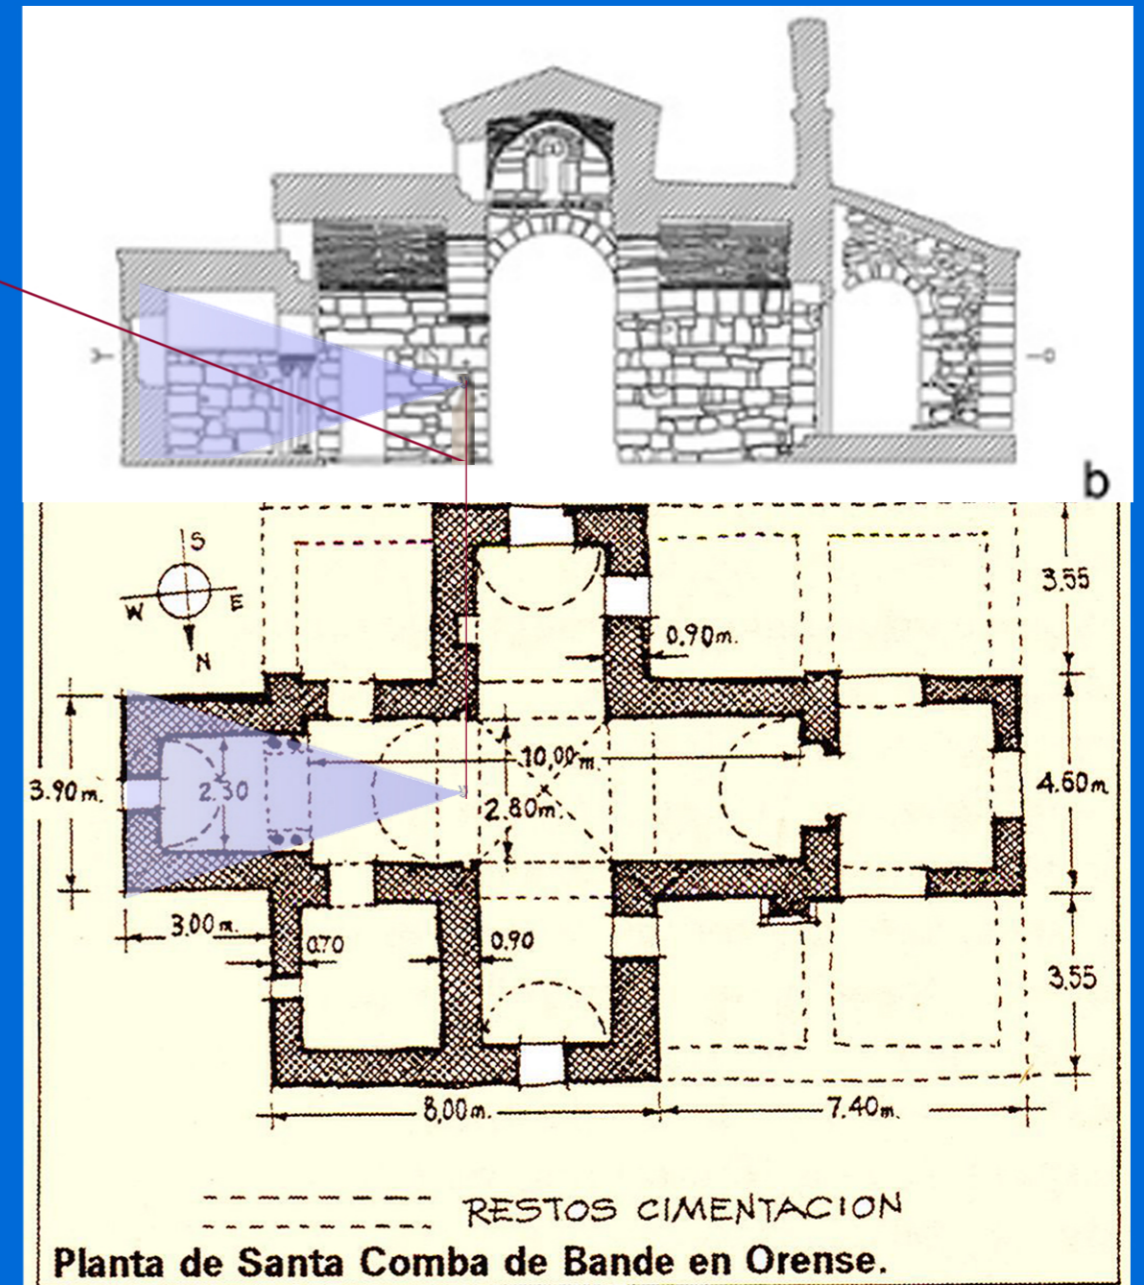 b
S
W E
N
3.55
0.90m.
10,00m.
3.90m.
2.30
2.80m.
4.60m
3.00m.
0.70
0.90
3.55
8,00m.
7.40m.
RESTOS CIMENTACION
Planta de Santa Comba de Bande en Orense.